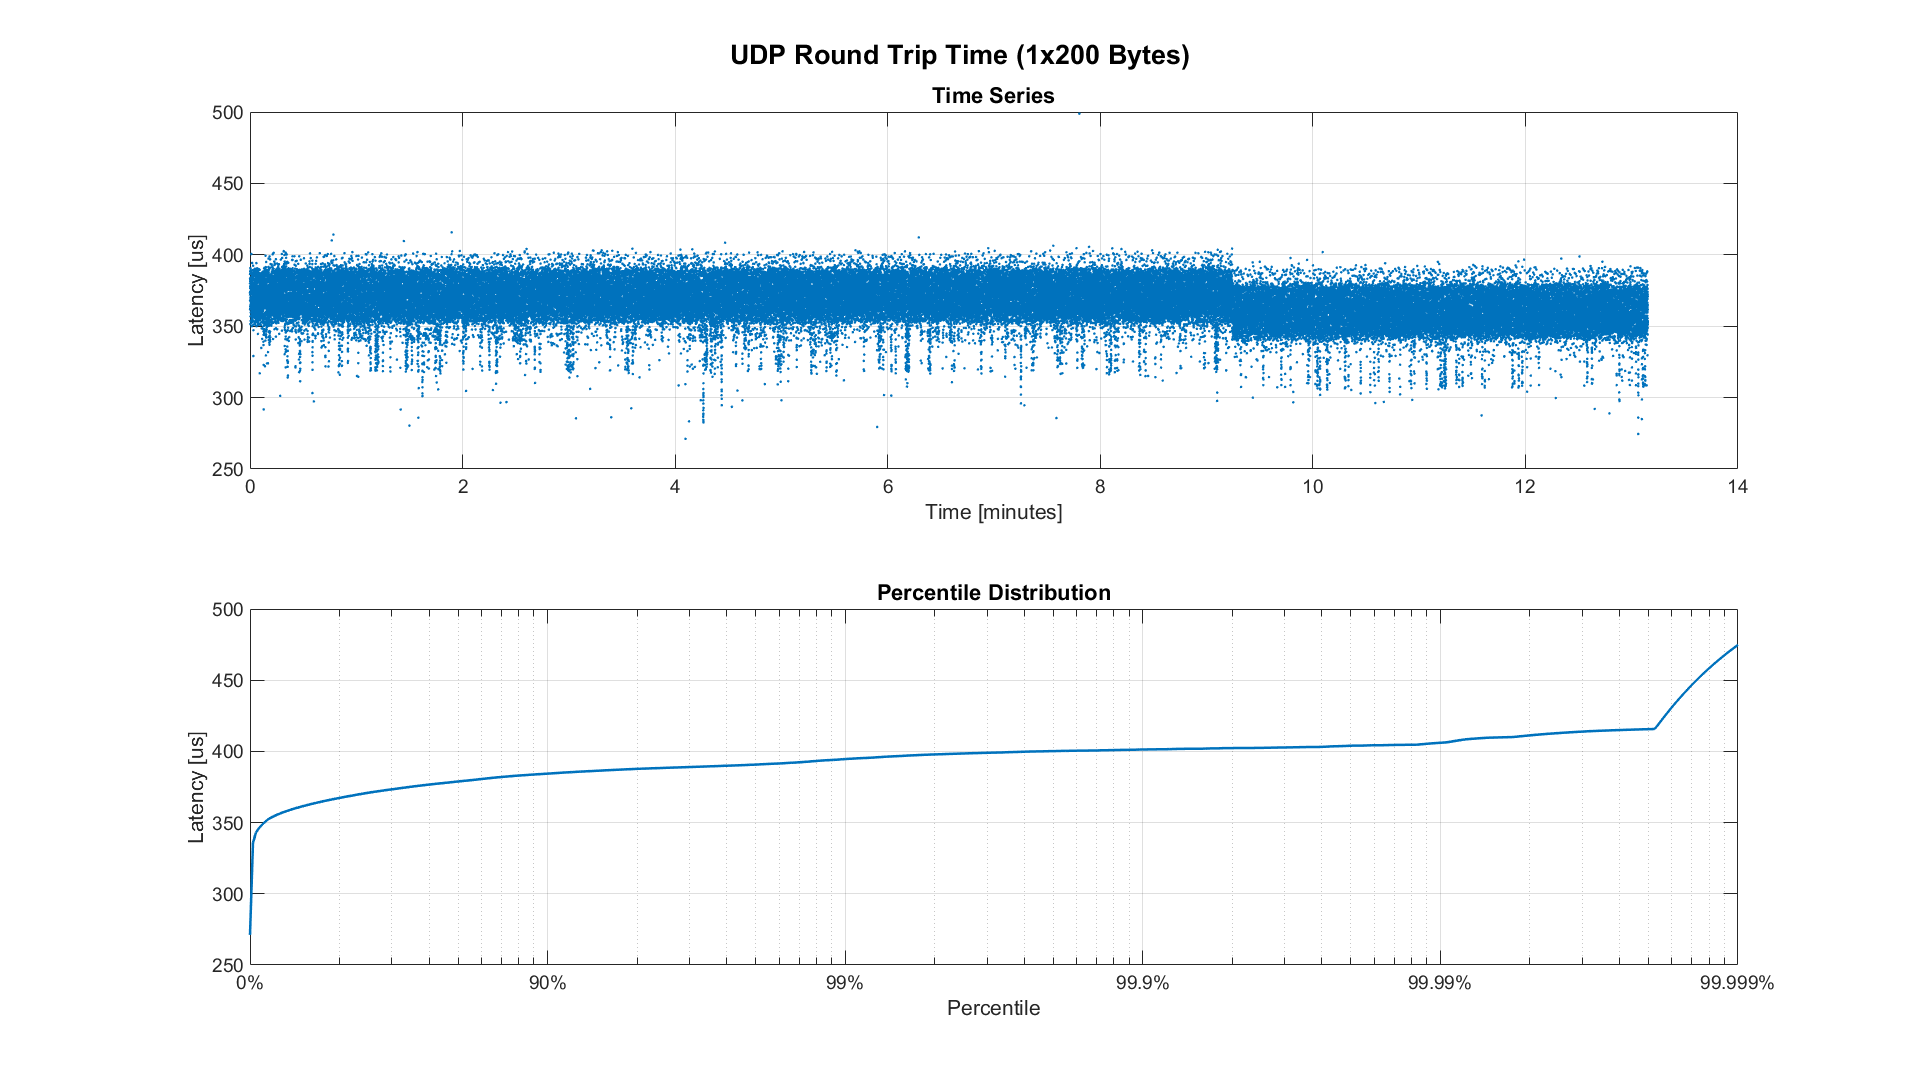 UDP Round Trip Time (1x200 Bytes)
Time Series
500
450
400
350
300
250
Latency [us]
0 2 4 6 8 10 12 14
Time [minutes]
Percentile Distribution
500
450
400
350
300
250
Latency [us]
0% 90% 99% 99.9% 99.99% 99.999%
Percentile